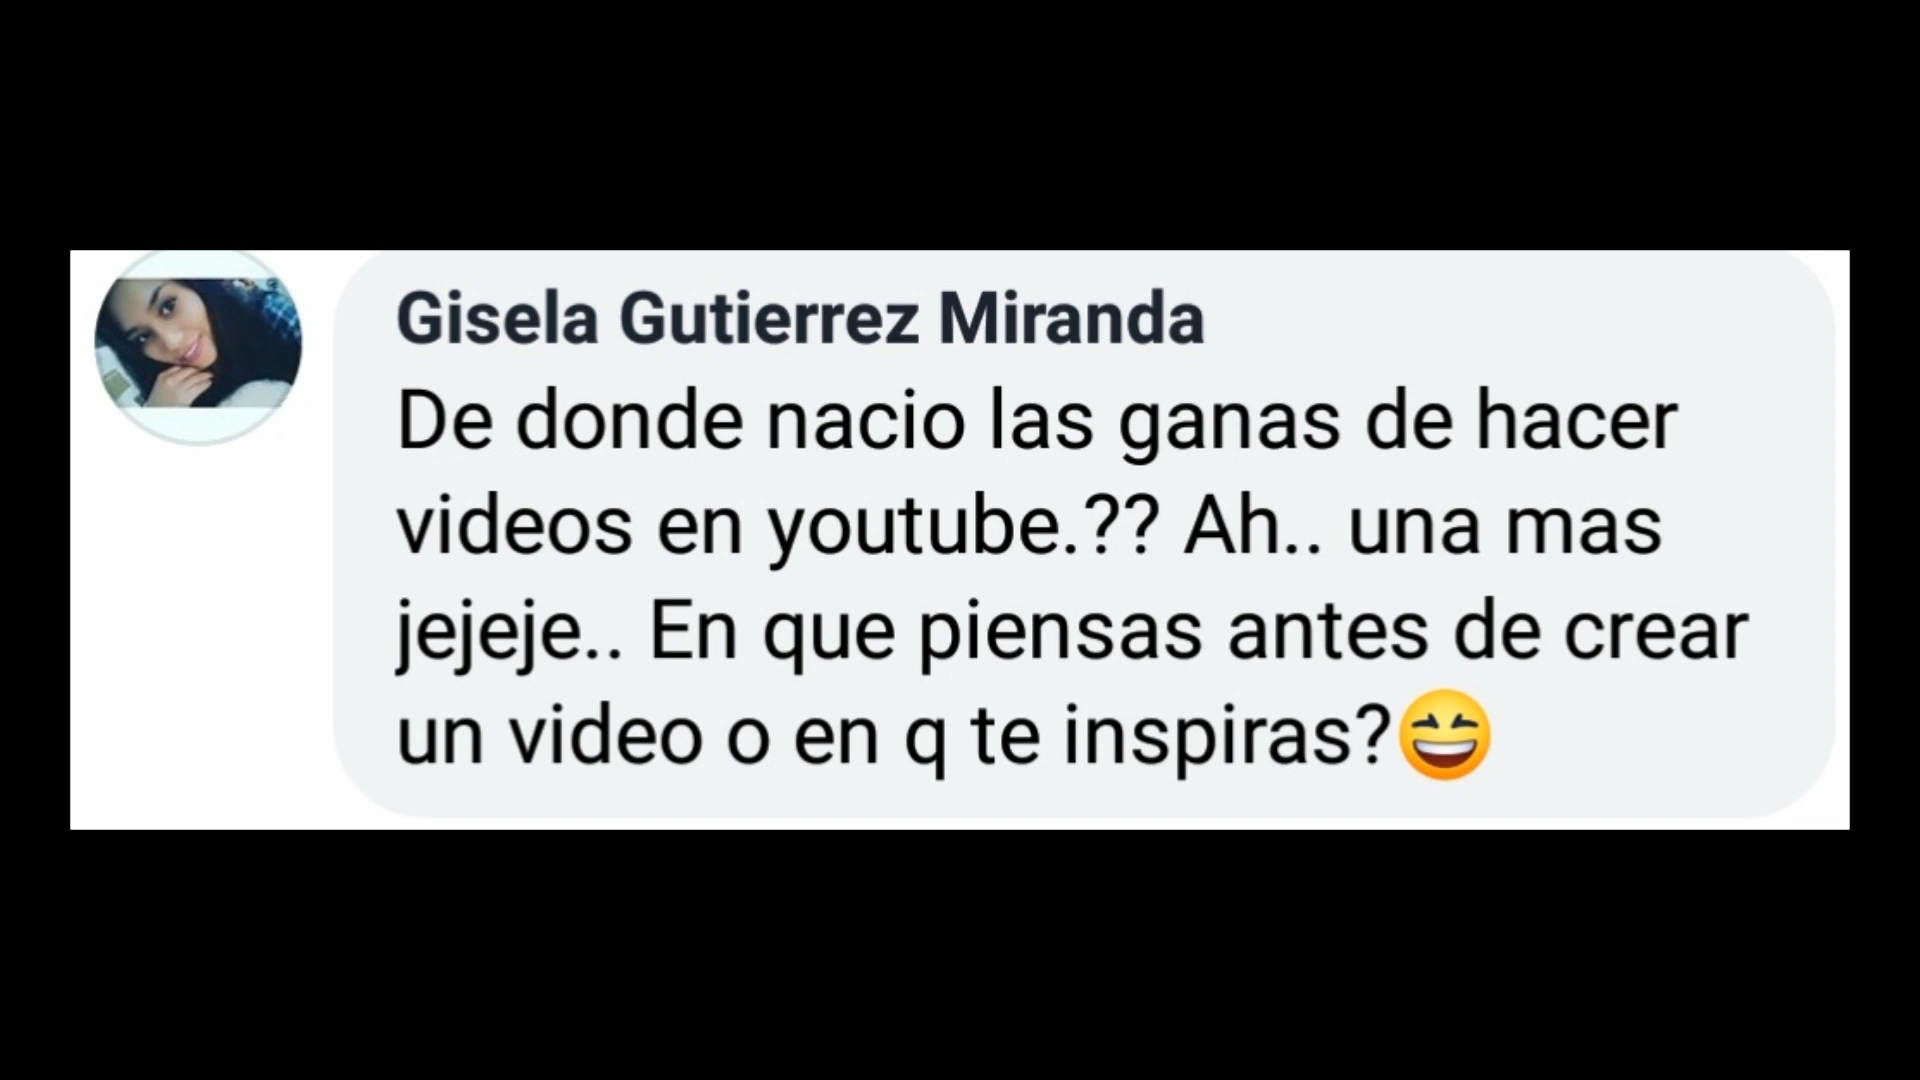 Gisela Gutierrez Miranda
De donde nacio las ganas de hacer
videos en youtube.?? Ah.. una mas
jejeje.. En que piensas antes de crear
un video o en q te inspiras?😆